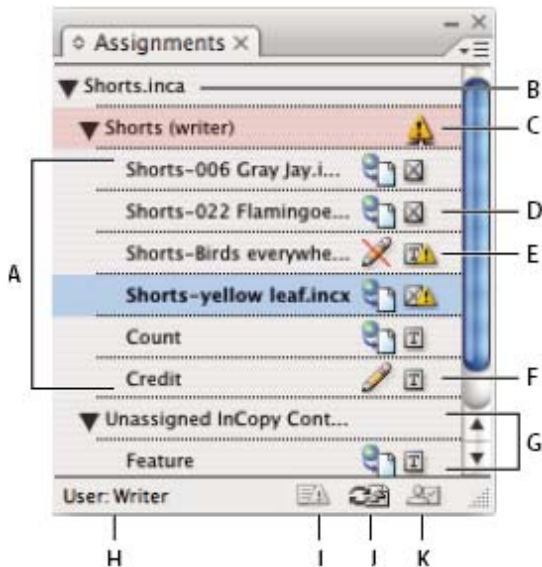 Assignments
Shorts.inca
B
Shorts (writer)
C
Shorts-006 Gray Jay.i...
Shorts-022 Flamingoe...
D
Shorts-Birds everywhe...
E
A
Shorts-yellow leaf.incx
Count
Credit
F
Unassigned InCopy Cont...
G
Feature
User: Writer
H
I
J
K